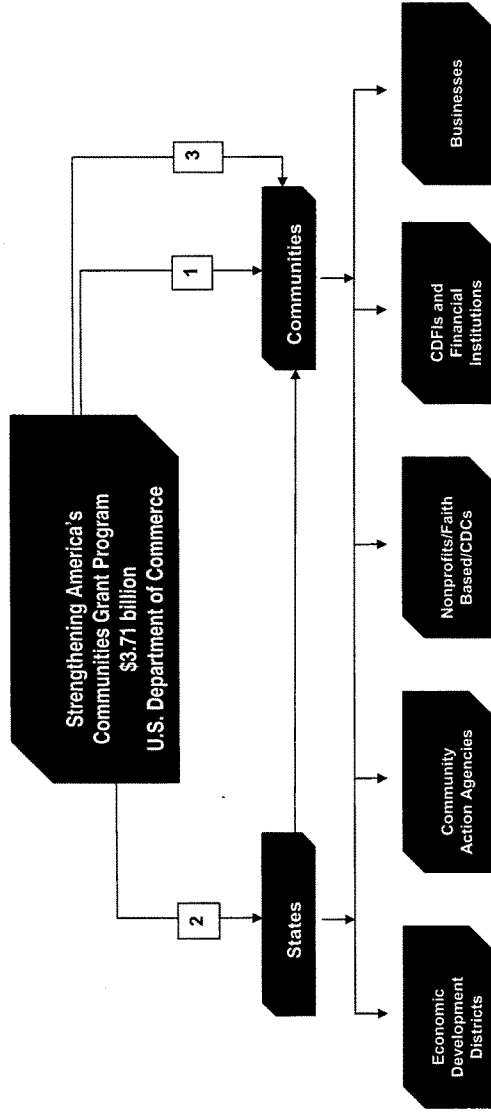 Strengthening America's
Communities Grant Program
$3.71 billion
U.S. Department of Commerce
2
1
3
States
Communities
Economic
Development
Districts
Community
Action Agencies
Nonprofits/Faith
Based/CDCs
CDFIs and
Financial
Institutions
Businesses